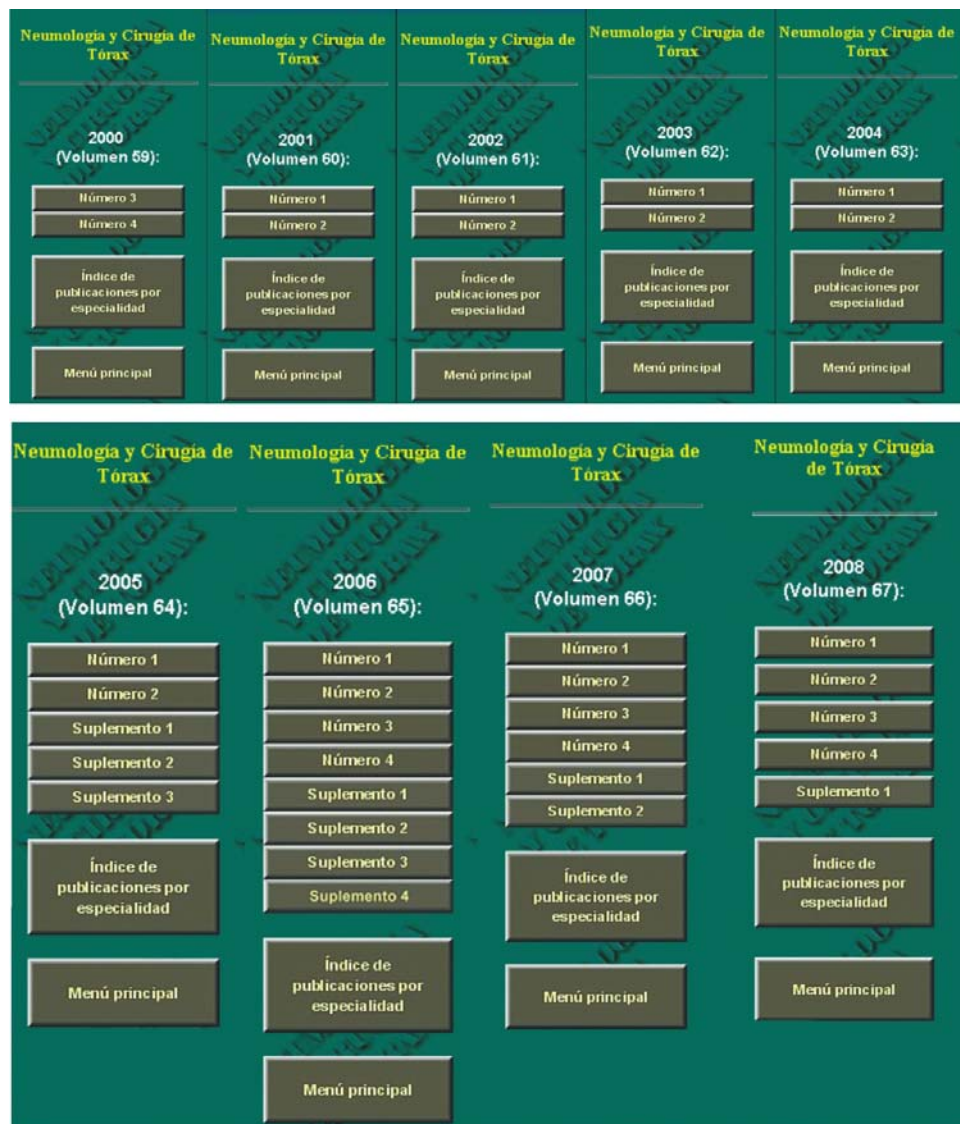 Neumología y Cirugía de
Tórax
2000
(Volumen 59):
Número 3
Número 4
Índice de
publicaciones por
especialidad
Menú principal
Neumología y Cirugía de
Tórax
2001
(Volumen 60):
Número 1
Número 2
Índice de
publicaciones por
especialidad
Menú principal
Neumología y Cirugía de
Tórax
2002
(Volumen 61):
Número 1
Número 2
Índice de
publicaciones por
especialidad
Menú principal
Neumología y Cirugía de
Tórax
2003
(Volumen 62):
Número 1
Número 2
Índice de
publicaciones por
especialidad
Menú principal
Neumología y Cirugía de
Tórax
2004
(Volumen 63):
Número 1
Número 2
Índice de
publicaciones por
especialidad
Menú principal
Neumología y Cirugía de
Tórax
2005
(Volumen 64):
Número 1
Número 2
Suplemento 1
Suplemento 2
Suplemento 3
Índice de
publicaciones por
especialidad
Menú principal
Neumología y Cirugía de
Tórax
2006
(Volumen 65):
Número 1
Número 2
Número 3
Número 4
Suplemento 1
Suplemento 2
Suplemento 3
Suplemento 4
Índice de
publicaciones por
especialidad
Menú principal
Neumología y Cirugía de
Tórax
2007
(Volumen 66):
Número 1
Número 2
Número 3
Número 4
Suplemento 1
Suplemento 2
Índice de
publicaciones por
especialidad
Menú principal
Neumología y Cirugía
de Tórax
2008
(Volumen 67):
Número 1
Número 2
Número 3
Número 4
Suplemento 1
Índice de
publicaciones por
especialidad
Menú principal